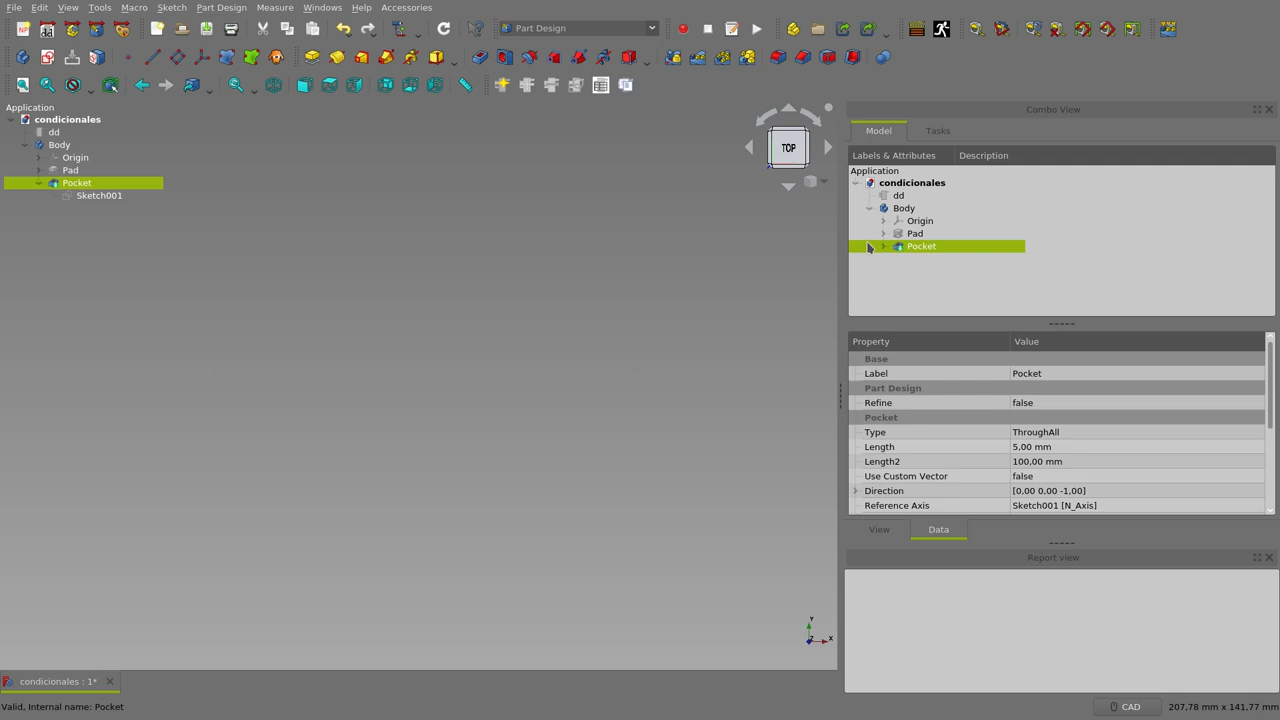 File Edit View Tools Macro Sketch Part Design Measure Windows Help Accessories
Part Design
Application
condicionales
dd
Body
Origin
Pad
Pocket
Sketch001
TOP
Y
Z
X
Combo View
Model Tasks
Labels & Attributes Description
Application
condicionales
dd
Body
Origin
Pad
Pocket
Property Value
Base
Label Pocket
Part Design
Refine false
Pocket
Type ThroughAll
Length 5,00 mm
Length2 100,00 mm
Use Custom Vector false
Direction [0,00 0,00 -1,00]
Reference Axis Sketch001 [N_Axis]
View Data
Report view
condicionales : 1*
Valid, Internal name: Pocket
CAD 207,78 mm x 141,77 mm